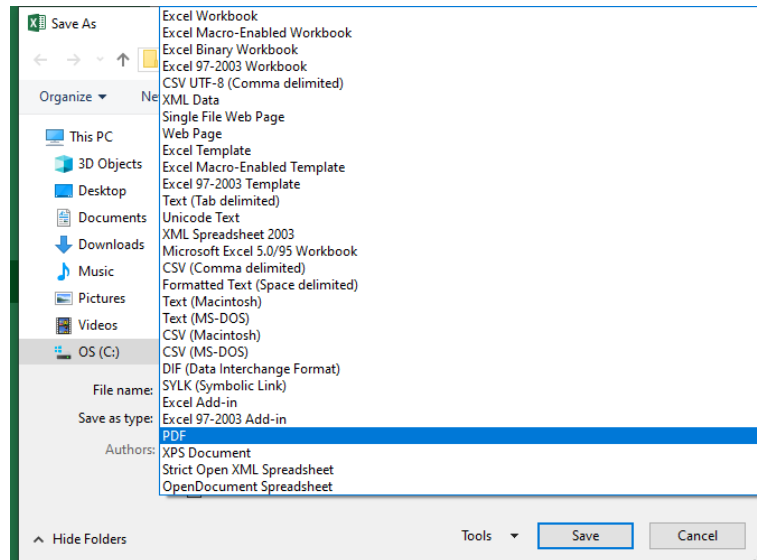 Save As
Organize
Ne
This PC
3D Objects
Desktop
Documents
Downloads
Music
Pictures
Videos
OS (C:)
File name:
Save as type:
Authors:
Excel Workbook
Excel Macro-Enabled Workbook
Excel Binary Workbook
Excel 97-2003 Workbook
CSV UTF-8 (Comma delimited)
XML Data
Single File Web Page
Web Page
Excel Template
Excel Macro-Enabled Template
Excel 97-2003 Template
Text (Tab delimited)
Unicode Text
XML Spreadsheet 2003
Microsoft Excel 5.0/95 Workbook
CSV (Comma delimited)
Formatted Text (Space delimited)
Text (Macintosh)
Text (MS-DOS)
CSV (Macintosh)
CSV (MS-DOS)
DIF (Data Interchange Format)
SYLK (Symbolic Link)
Excel Add-in
Excel 97-2003 Add-in
PDF
XPS Document
Strict Open XML Spreadsheet
OpenDocument Spreadsheet
Hide Folders
Tools
Save
Cancel